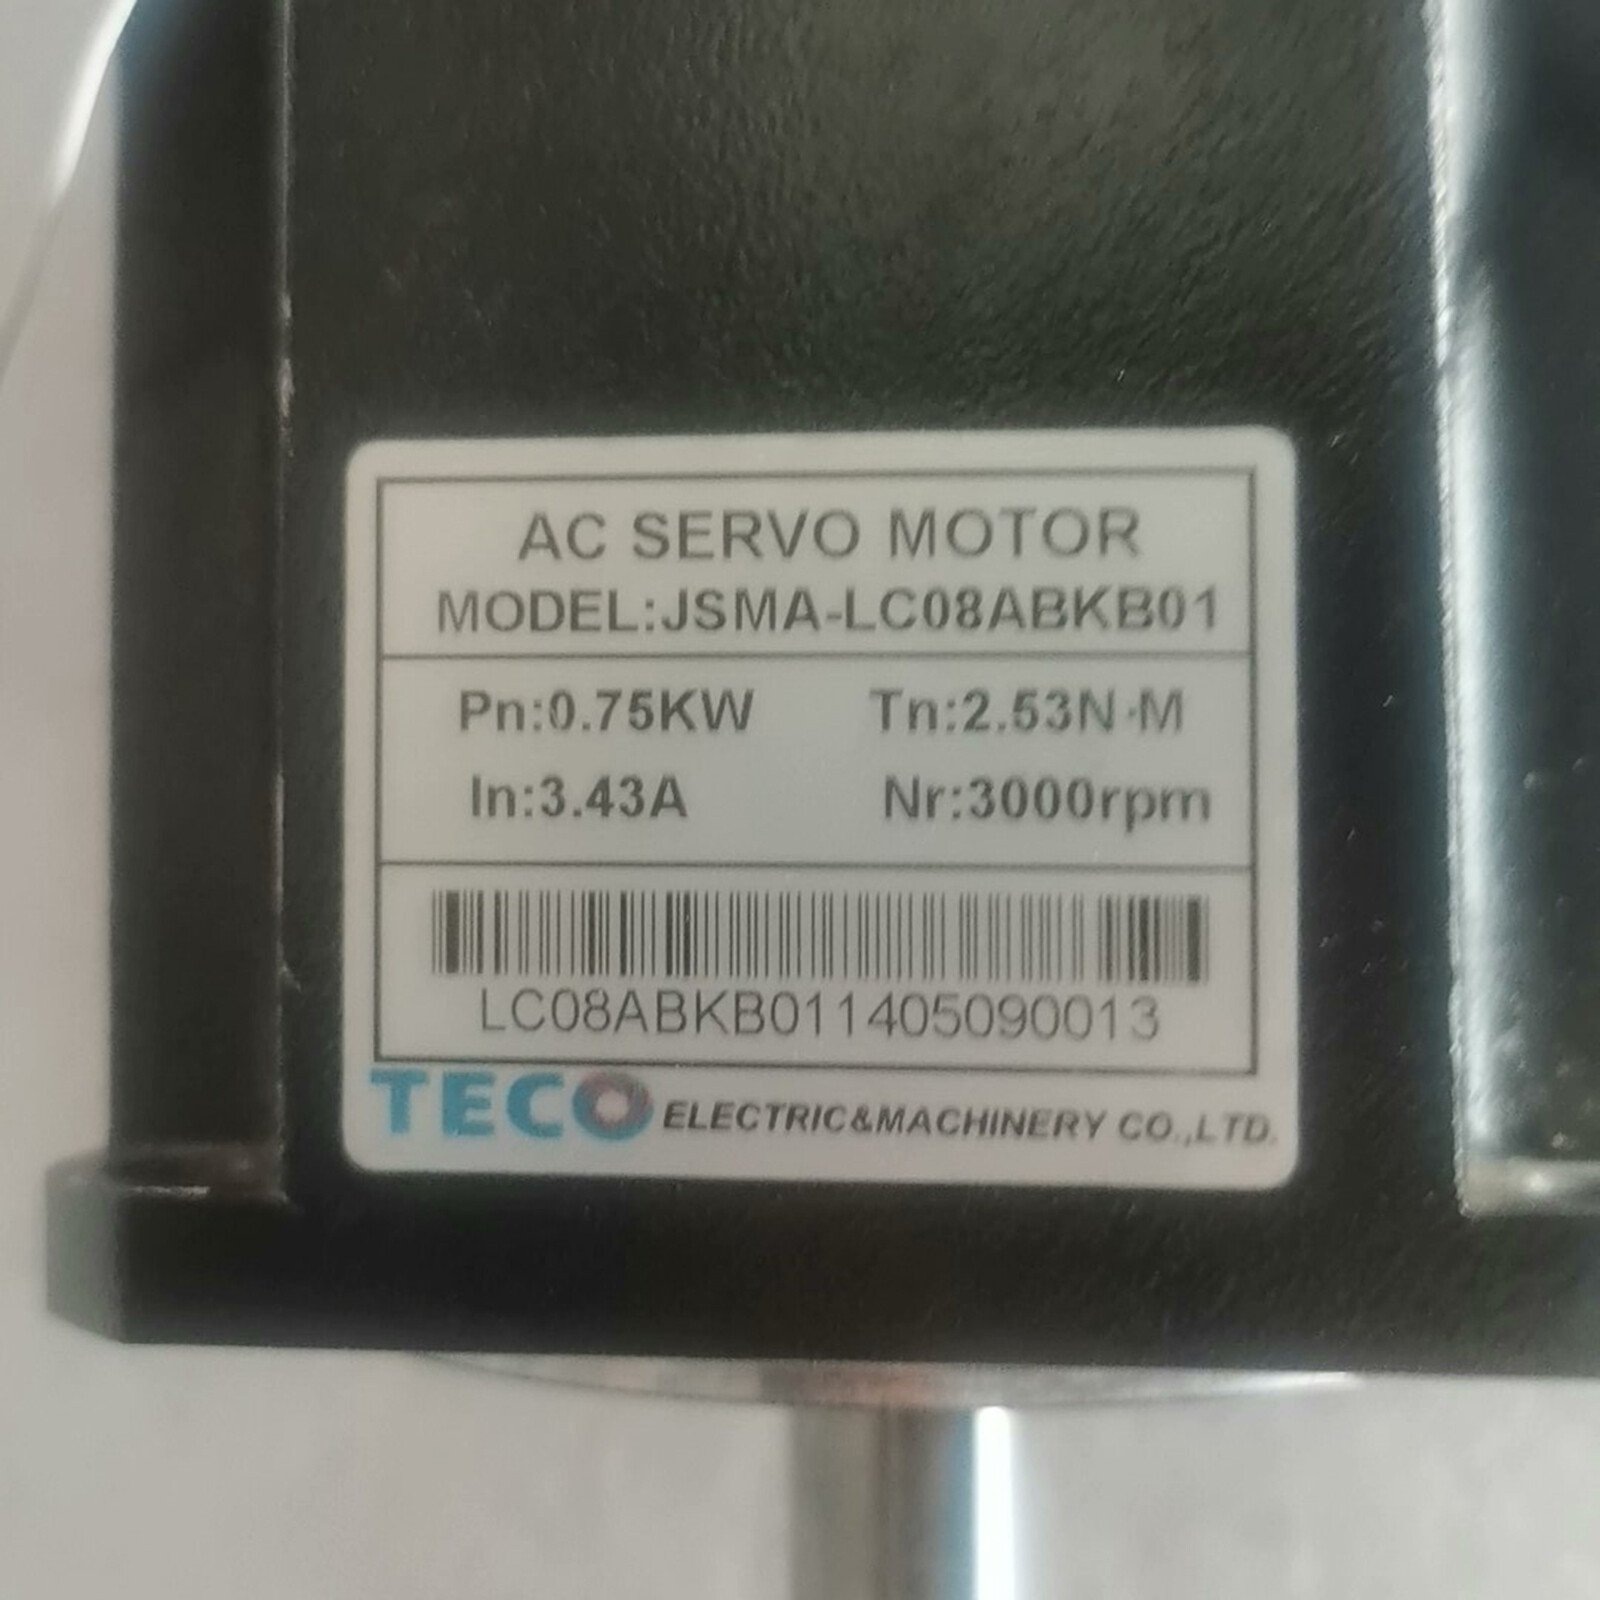 AC SERVO MOTOR
MODEL:JSMA-LC08ABKB01
Pn:0.75KW Tn:2.53N·M
In:3.43A Nr:3000rpm
LC08ABKB011405090013
TECO ELECTRIC&MACHINERY CO.,LTD.